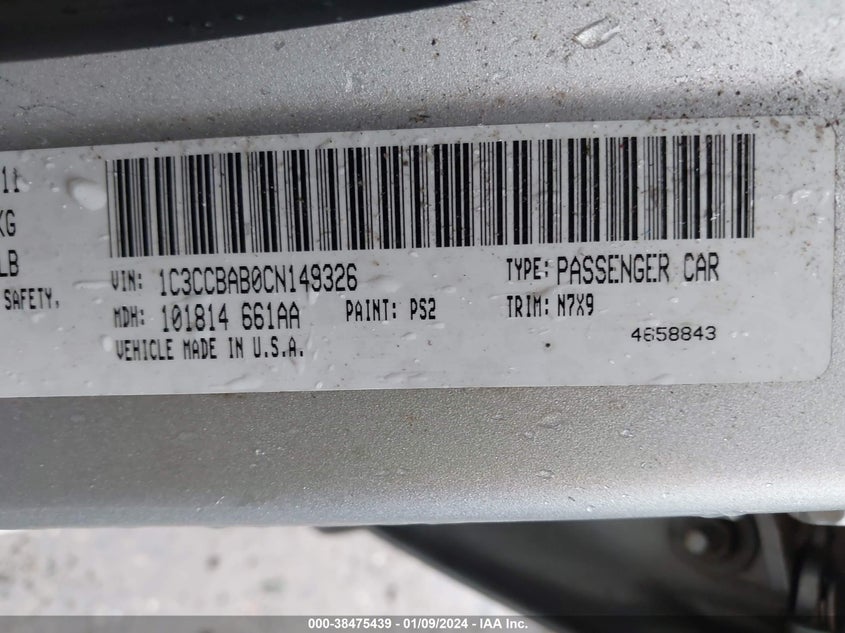 11
KG
LB
SAFETY,
VIN: 1C3CCBAB0CN149326 TYPE: PASSENGER CAR
MDH: 101814 661AA PAINT: PS2 TRIM: N7X9
VEHICLE MADE IN U.S.A. 4658843
000-38475439 | 01/09/2024 | IAA Inc.